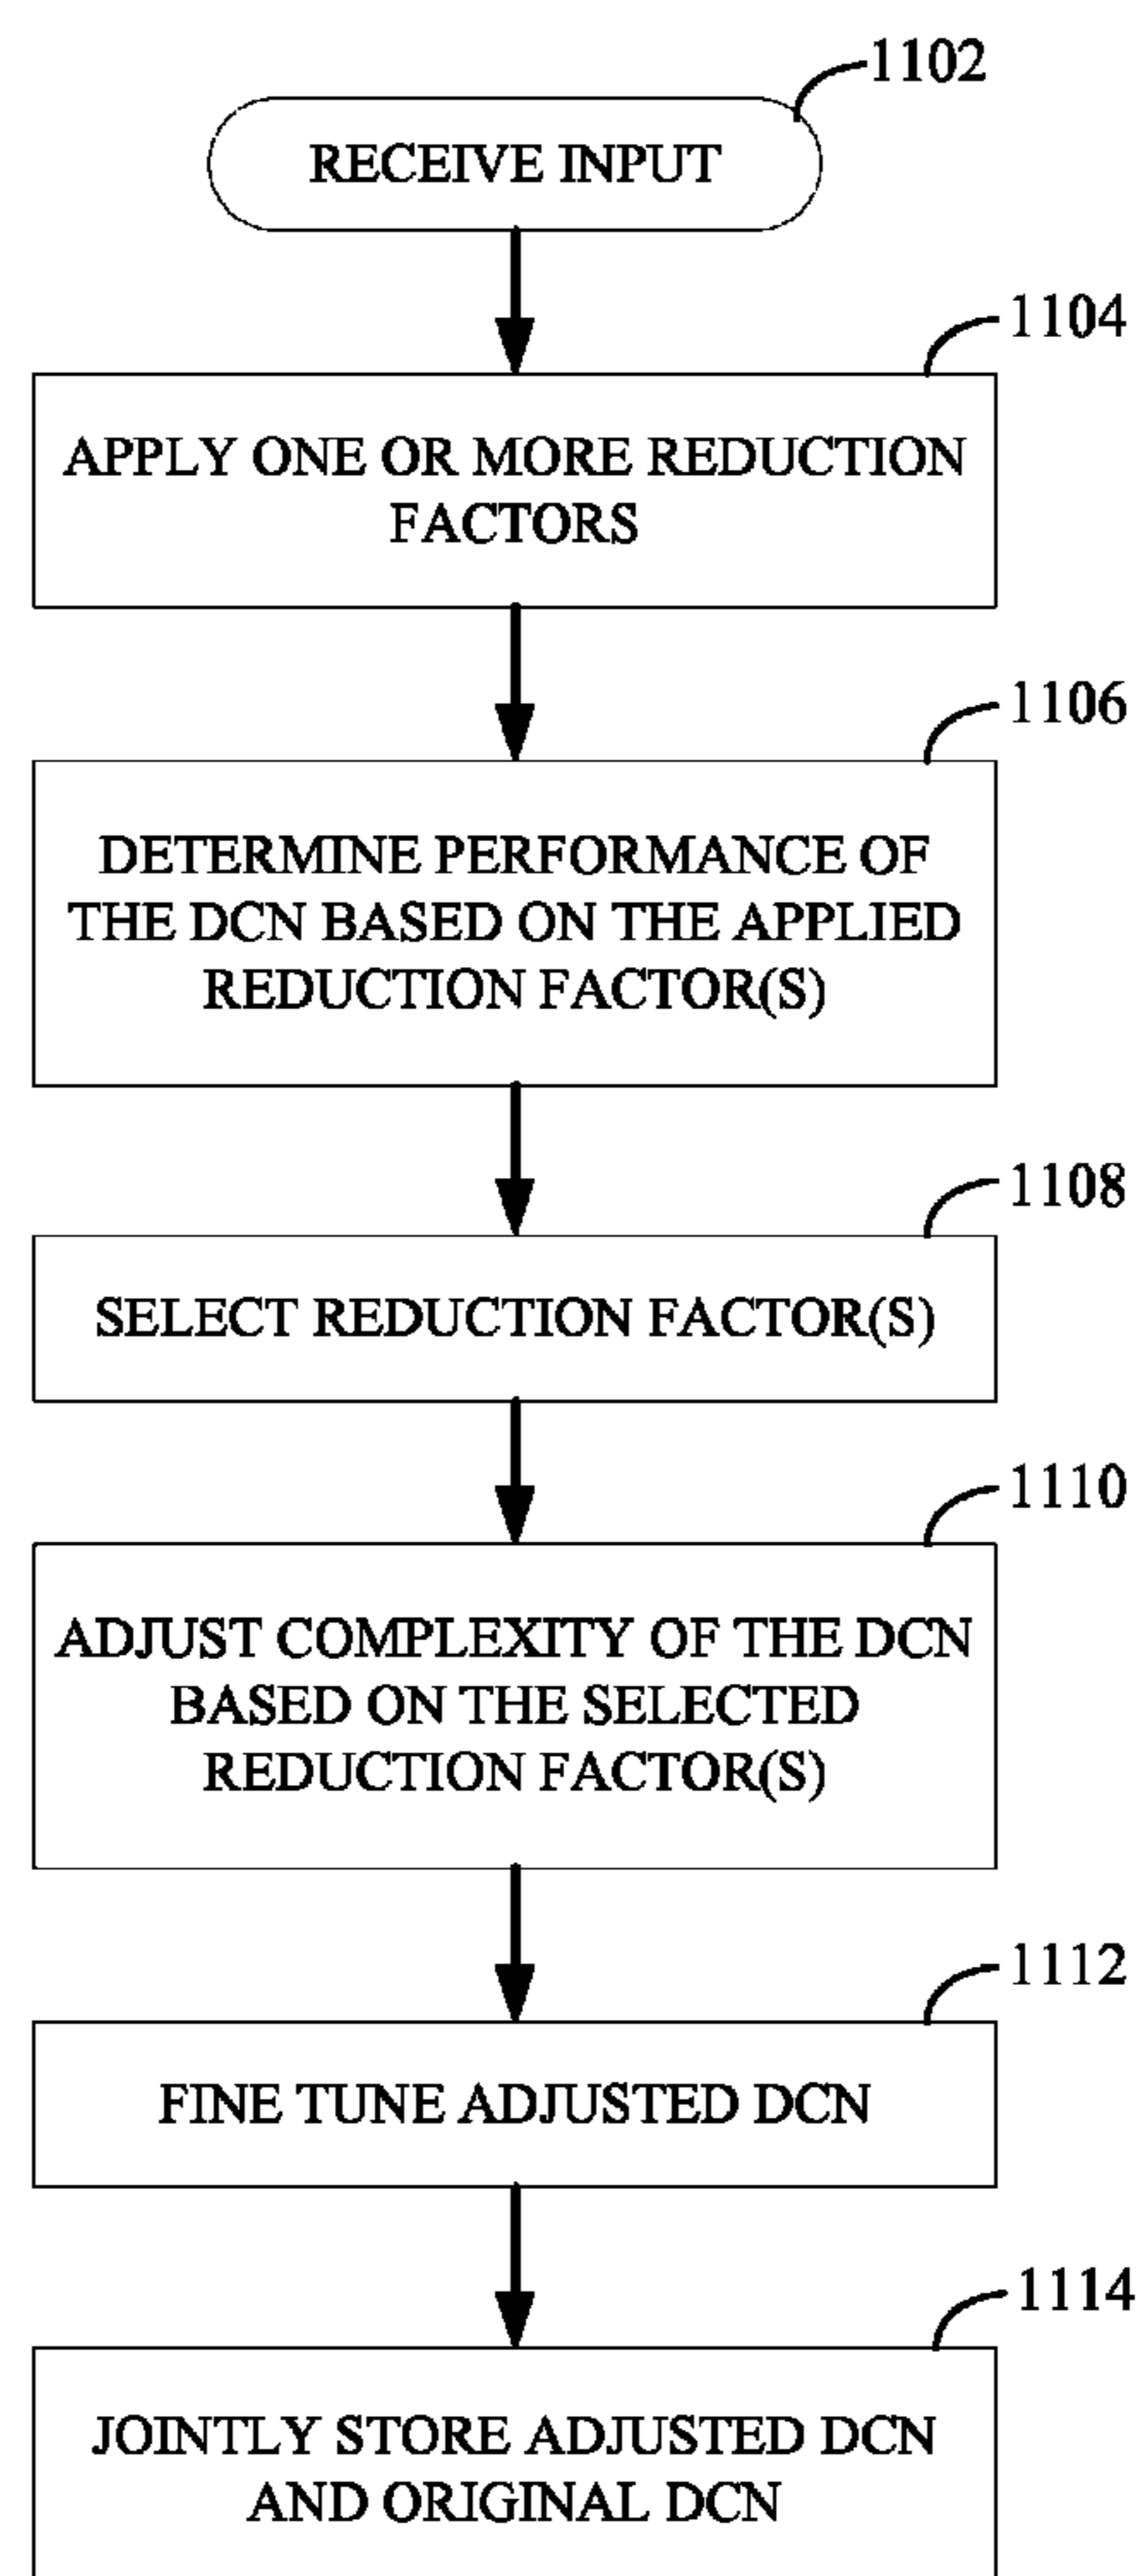 1102
RECEIVE INPUT
1104
APPLY ONE OR MORE REDUCTION
FACTORS
1106
DETERMINE PERFORMANCE OF
THE DCN BASED ON THE APPLIED
REDUCTION FACTOR(S)
1108
SELECT REDUCTION FACTOR(S)
1110
ADJUST COMPLEXITY OF THE DCN
BASED ON THE SELECTED
REDUCTION FACTOR(S)
1112
FINE TUNE ADJUSTED DCN
1114
JOINTLY STORE ADJUSTED DCN
AND ORIGINAL DCN